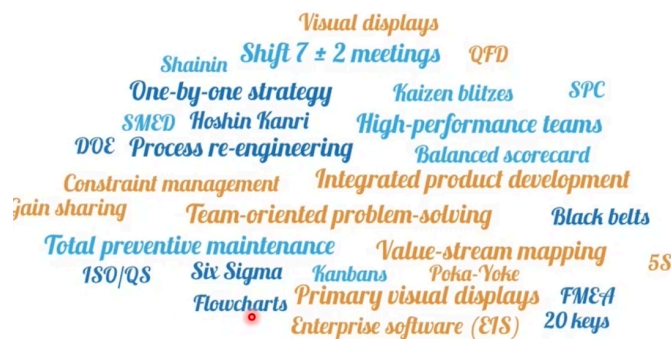 Visual displays
Shift 7 ± 2 meetings QFD
Shainin
One-by-one strategy Kaizen blitzes SPC
SMED Hoshin Kanri High-performance teams
DOE Process re-engineering Balanced scorecard
Constraint management Integrated product development
Gain sharing Team-oriented problem-solving Black belts
Total preventive maintenance Value-stream mapping 5S
ISO/QS Six Sigma Kanbans Poka-Yoke
Flowcharts Primary visual displays FMEA
Enterprise software (EIS) 20 keys